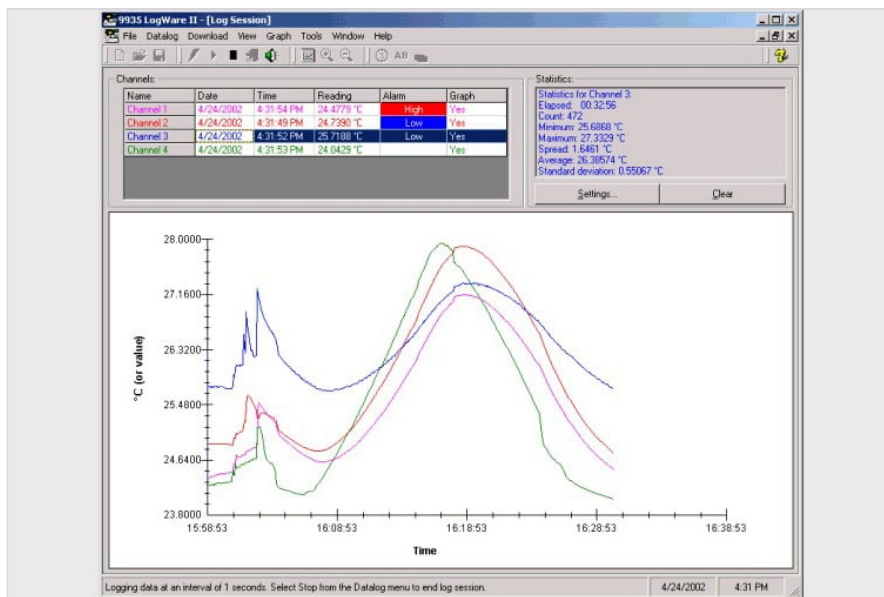 9935 LogWare II - [Log Session]
File Datalog Download View Graph Tools Window Help
Channels:
Name Date Time Reading Alarm Graph
Channel 1 4/24/2002 4:31:54 PM 24.4779 °C High Yes
Channel 2 4/24/2002 4:31:49 PM 24.7390 °C Low Yes
Channel 3 4/24/2002 4:31:52 PM 25.7188 °C Low Yes
Channel 4 4/24/2002 4:31:53 PM 24.0429 °C Yes
Statistics:
Statistics for Channel 3:
Elapsed: 00:32:56
Count: 472
Minimum: 25.6868 °C
Maximum: 27.3329 °C
Spread: 1.6461 °C
Average: 26.38574 °C
Standard deviation: 0.55067 °C
Settings... Clear
28.0000
27.1600
26.3200
25.4800
24.6400
23.8000
°C (or value)
15:58:53 16:08:53 16:18:53 16:28:53 16:38:53
Time
Logging data at an interval of 1 seconds. Select Stop from the Datalog menu to end log session. 4/24/2002 4:31 PM